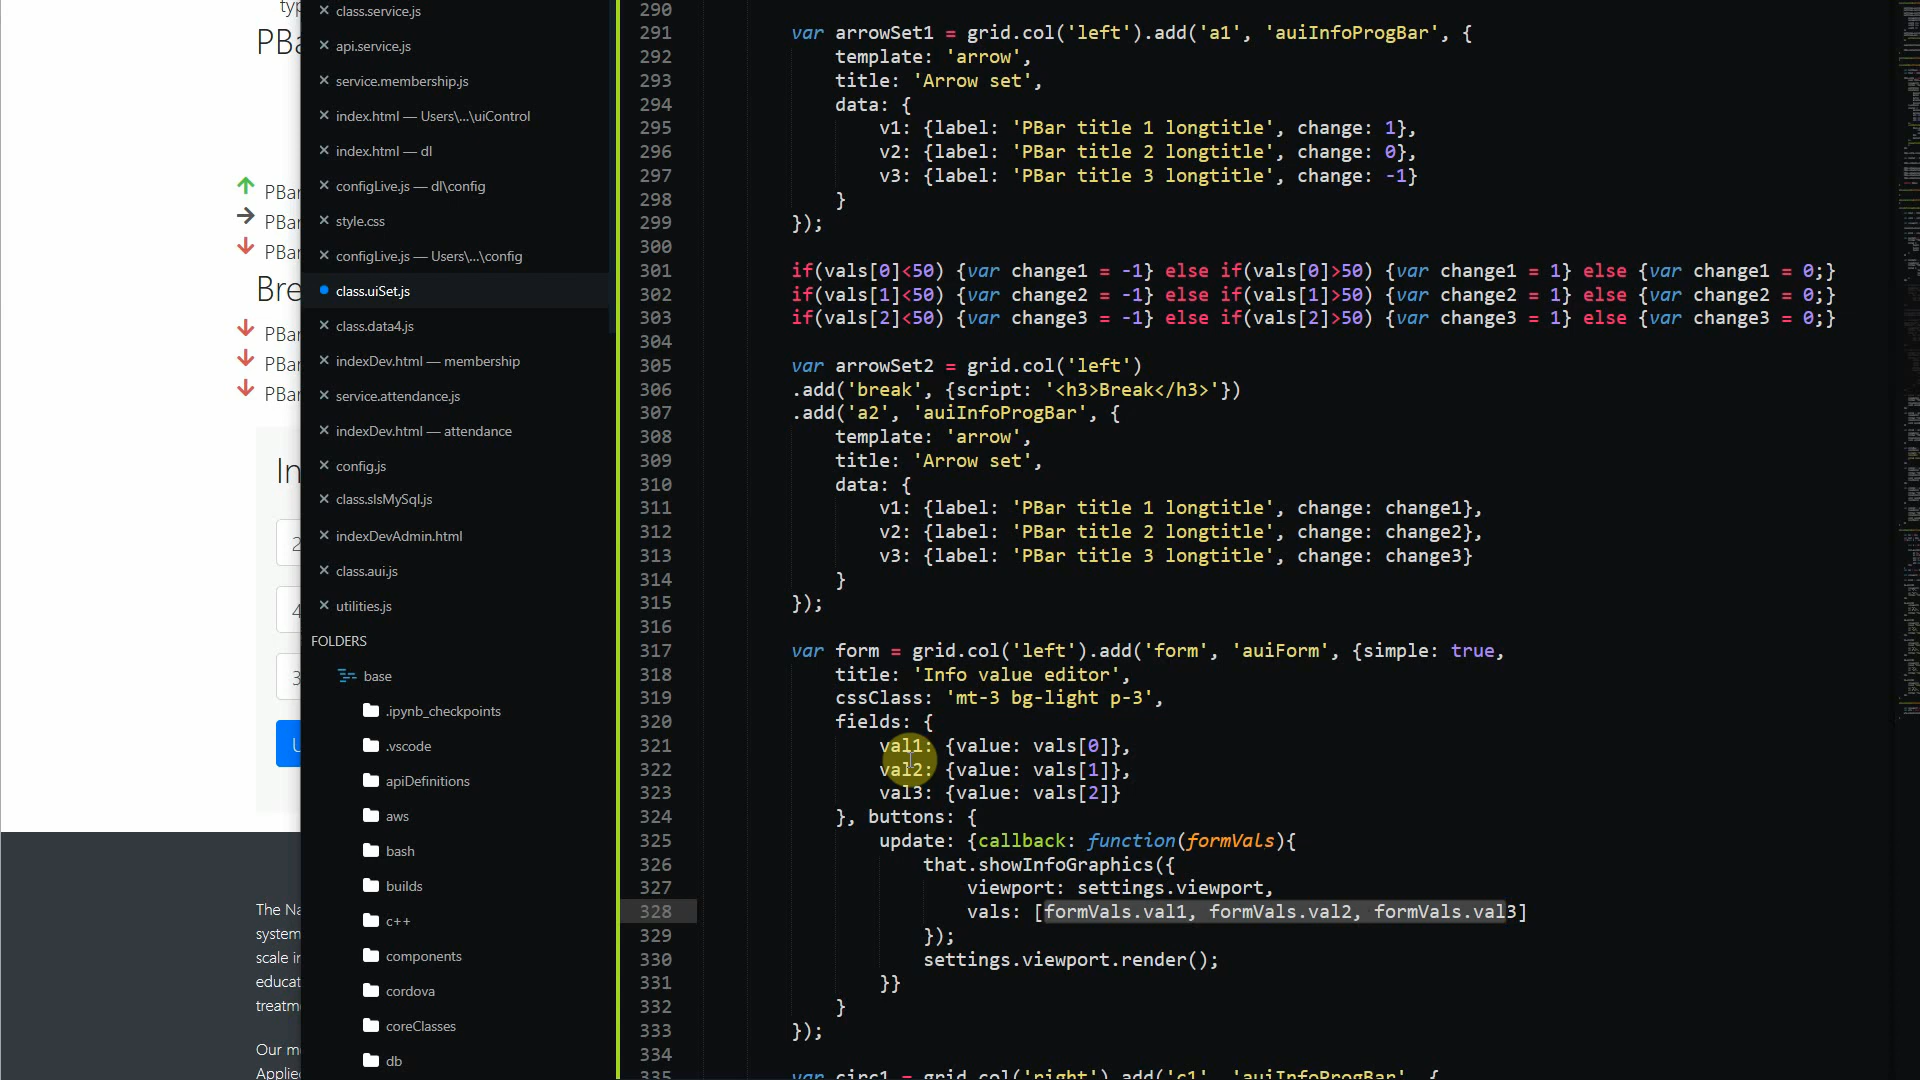 typ
PBa
PBar
PBar
PBar
Bre
PBar
PBar
PBar
In
2
4
3
U
The Na
system
scale in
educat
treatm
Our m
Applie
× class.service.js
× api.service.js
× service.membership.js
× index.html — Users\...\uiControl
× index.html — dl
× configLive.js — dl\config
× style.css
× configLive.js — Users\...\config
class.uiSet.js
× class.data4.js
× indexDev.html — membership
× service.attendance.js
× indexDev.html — attendance
× config.js
× class.slsMySql.js
× indexDevAdmin.html
× class.aui.js
× utilities.js
FOLDERS
base
.ipynb_checkpoints
.vscode
apiDefinitions
aws
bash
builds
c++
components
cordova
coreClasses
db
290
291 var arrowSet1 = grid.col('left').add('a1', 'auiInfoProgBar', {
292 template: 'arrow',
293 title: 'Arrow set',
294 data: {
295 v1: {label: 'PBar title 1 longtitle', change: 1},
296 v2: {label: 'PBar title 2 longtitle', change: 0},
297 v3: {label: 'PBar title 3 longtitle', change: -1}
298 }
299 });
300
301 if(vals[0]<50) {var change1 = -1} else if(vals[0]>50) {var change1 = 1} else {var change1 = 0;}
302 if(vals[1]<50) {var change2 = -1} else if(vals[1]>50) {var change2 = 1} else {var change2 = 0;}
303 if(vals[2]<50) {var change3 = -1} else if(vals[2]>50) {var change3 = 1} else {var change3 = 0;}
304
305 var arrowSet2 = grid.col('left')
306 .add('break', {script: '<h3>Break</h3>'})
307 .add('a2', 'auiInfoProgBar', {
308 template: 'arrow',
309 title: 'Arrow set',
310 data: {
311 v1: {label: 'PBar title 1 longtitle', change: change1},
312 v2: {label: 'PBar title 2 longtitle', change: change2},
313 v3: {label: 'PBar title 3 longtitle', change: change3}
314 }
315 });
316
317 var form = grid.col('left').add('form', 'auiForm', {simple: true,
318 title: 'Info value editor',
319 cssClass: 'mt-3 bg-light p-3',
320 fields: {
321 val1: {value: vals[0]},
322 val2: {value: vals[1]},
323 val3: {value: vals[2]}
324 }, buttons: {
325 update: {callback: function(formVals){
326 that.showInfoGraphics({
327 viewport: settings.viewport,
328 vals: [formVals.val1, formVals.val2, formVals.val3]
329 });
330 settings.viewport.render();
331 }}
332 }
333 });
334
335 var circ1 = grid.col('right').add('c1', 'auiInfoProgBar', {